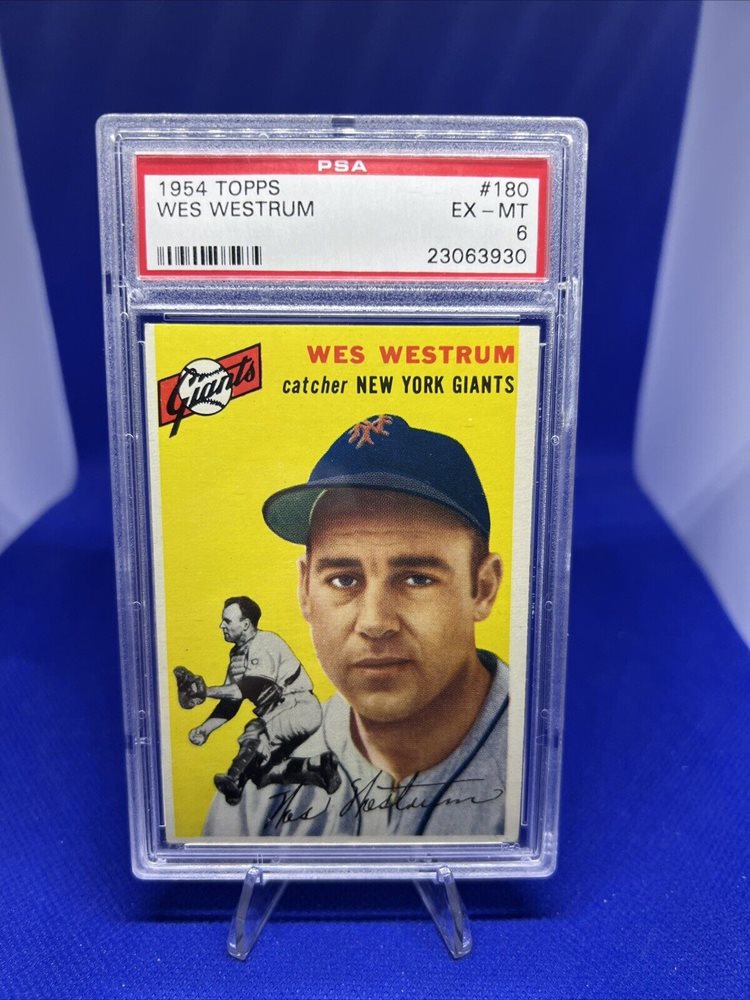 PSA
1954 TOPPS #180
WES WESTRUM EX – MT
6
23063930
Giants
WES WESTRUM
catcher NEW YORK GIANTS
NY
Wes Westrum